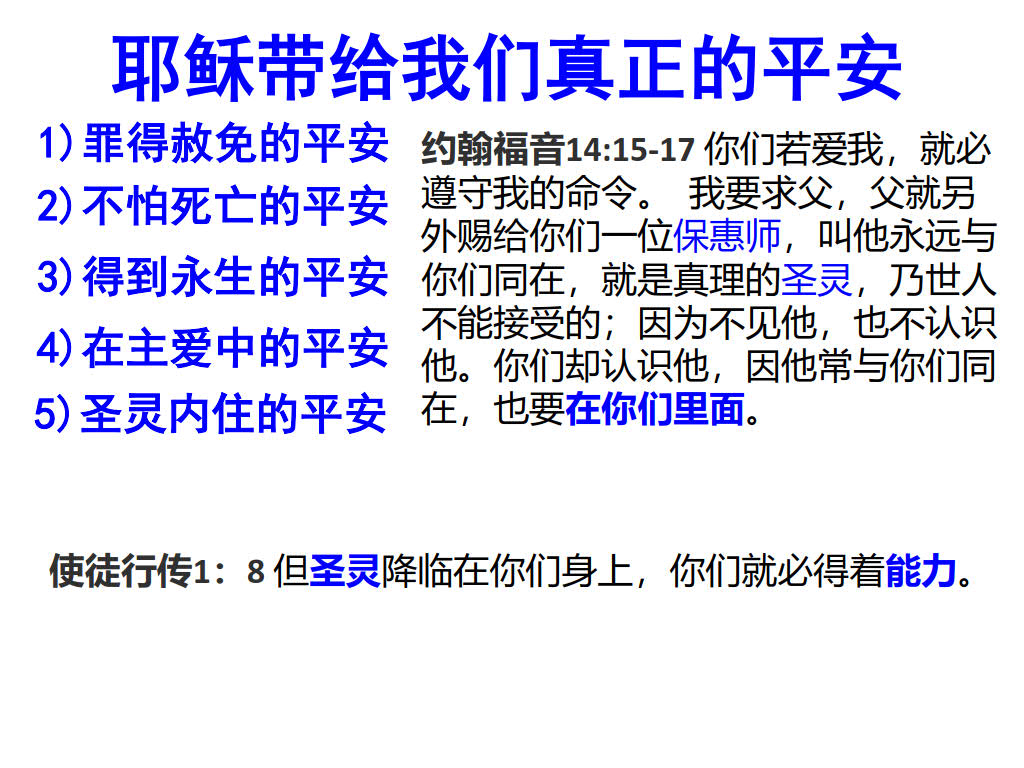 耶稣带给我们真正的平安
1)罪得赦免的平安
2)不怕死亡的平安
3)得到永生的平安
4)在主爱中的平安
5)圣灵内住的平安
约翰福音14:15-17 你们若爱我，就必
遵守我的命令。 我要求父，父就另
外赐给你们一位保惠师，叫他永远与
你们同在，就是真理的圣灵，乃世人
不能接受的；因为不见他，也不认识
他。你们却认识他，因他常与你们同
在，也要在你们里面。
使徒行传1：8 但圣灵降临在你们身上，你们就必得着能力。